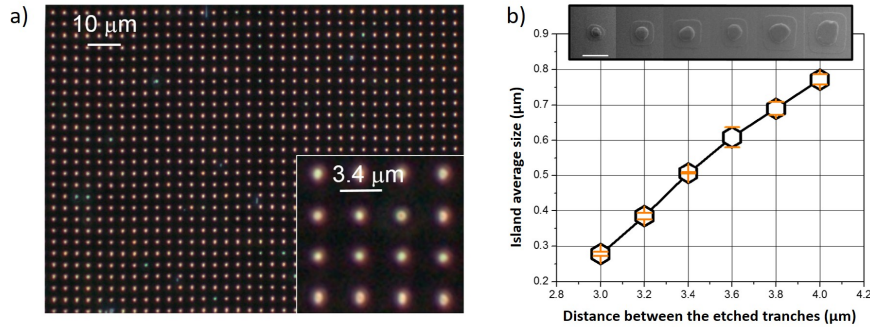 a)
10 μm
3.4 μm
b)
Island average size (μm)
0.9
0.8
0.7
0.6
0.5
0.4
0.3
0.2
2.8 3.0 3.2 3.4 3.6 3.8 4.0 4.2
Distance between the etched tranches (μm)